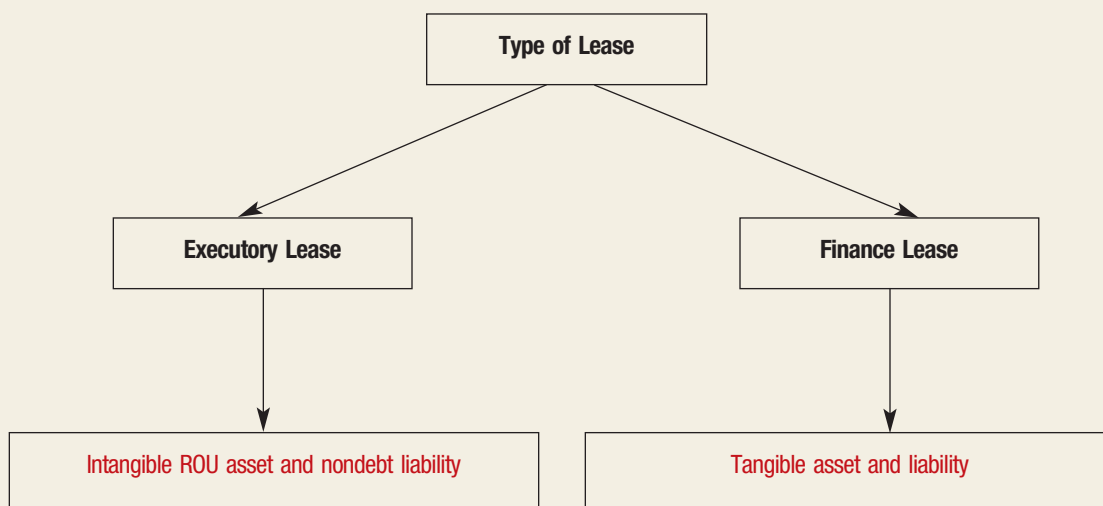 Type of Lease
Executory Lease
Finance Lease
Intangible ROU asset and nondebt liability
Tangible asset and liability